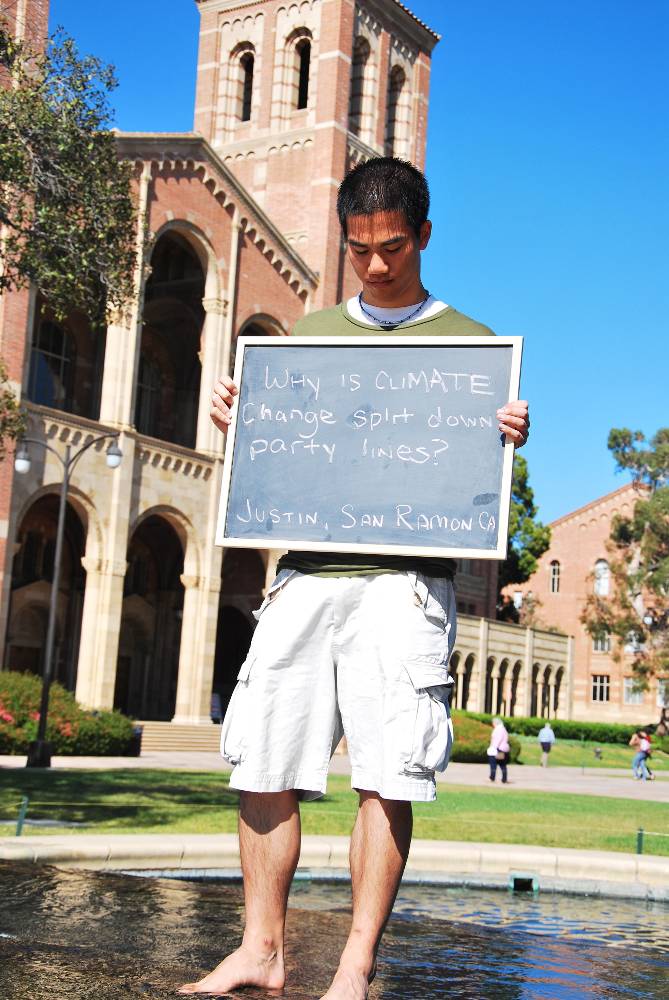 WHY IS CLIMATE
Change split down
party lines?
JUSTIN, SAN RAMON CA